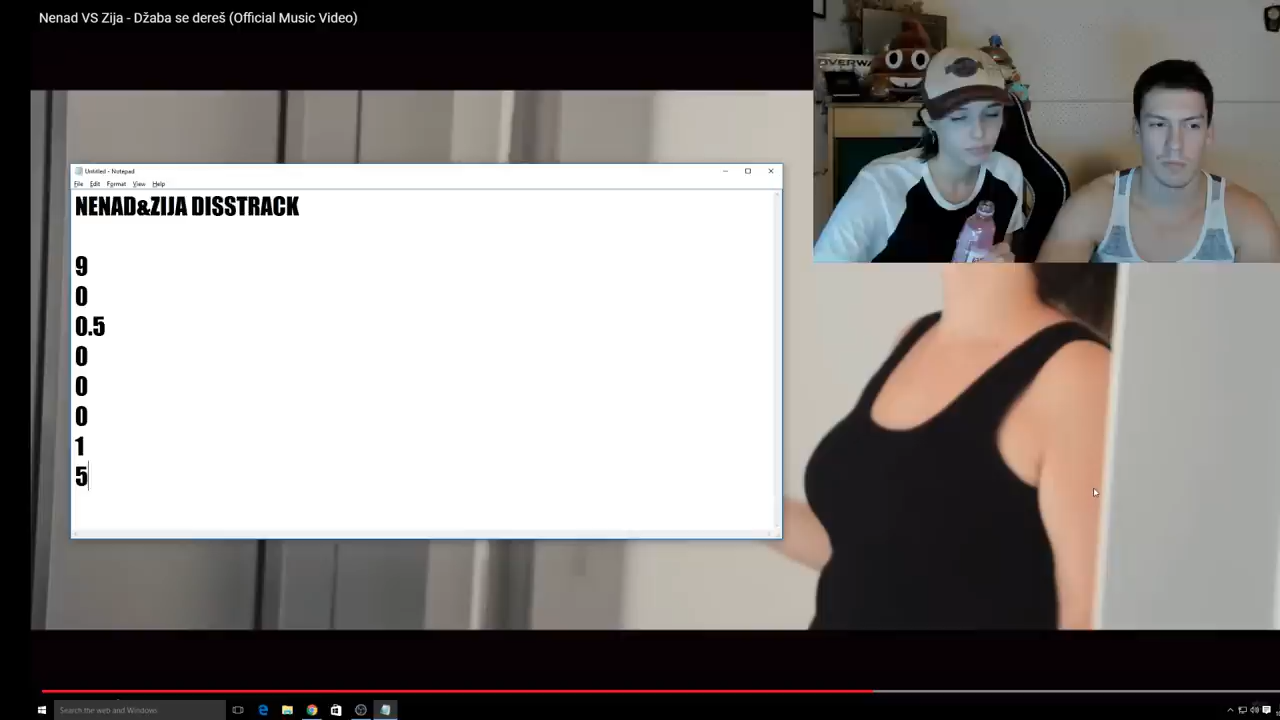 Nenad VS Zija - Džaba se dereš (Official Music Video)
OVERWA
Untitled - Notepad
File Edit Format View Help
NENAD&ZIJA DISSTRACK
9
0
0.5
0
0
0
1
5
Search the web and Windows